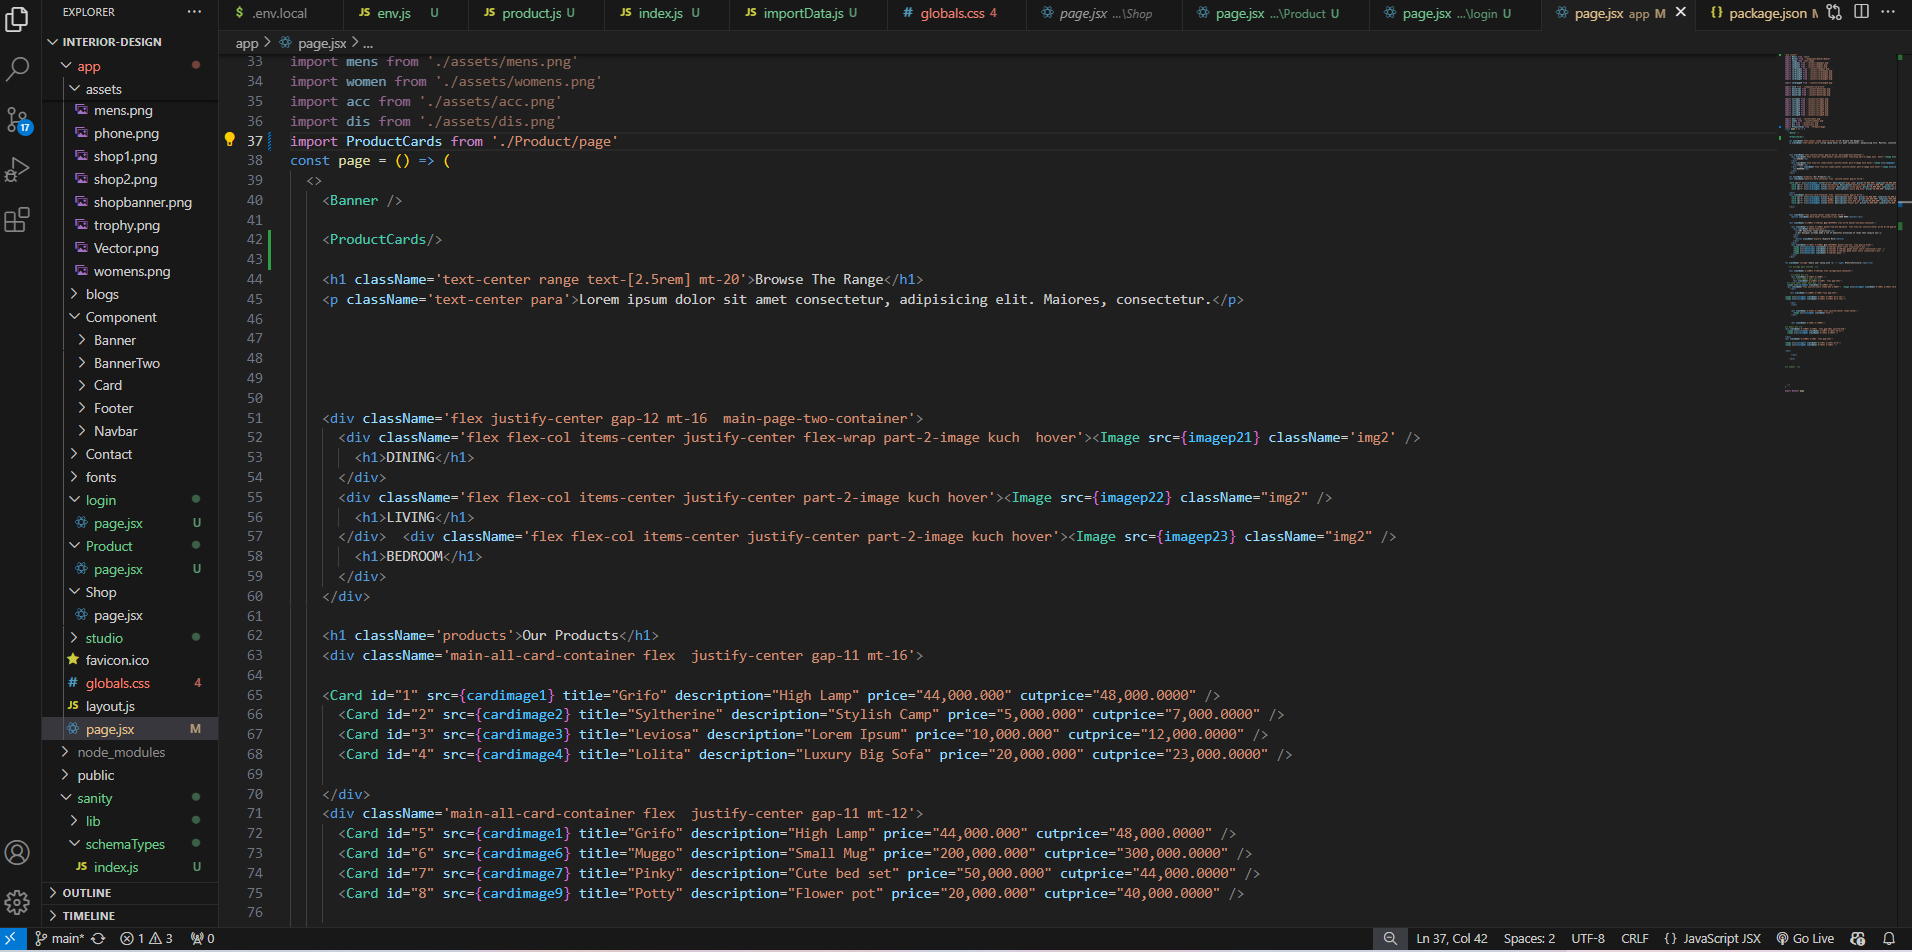 EXPLORER ···
.env.local
JS env.js U
JS product.js U
JS index.js U
JS importData.js U
# globals.css 4
page.jsx ...\Shop
page.jsx ...\Product U
page.jsx ...\login U
page.jsx app M
{} package.json
INTERIOR-DESIGN
app
assets
mens.png
phone.png
shop1.png
shop2.png
shopbanner.png
trophy.png
Vector.png
womens.png
blogs
Component
Banner
BannerTwo
Card
Footer
Navbar
Contact
fonts
login
page.jsx U
Product
page.jsx U
Shop
page.jsx
studio
favicon.ico
# globals.css 4
JS layout.js
page.jsx M
node_modules
public
sanity
lib
schemaTypes
JS index.js U
OUTLINE
TIMELINE
17
app > page.jsx > ...
33 import mens from './assets/mens.png'
34 import women from './assets/womens.png'
35 import acc from './assets/acc.png'
36 import dis from './assets/dis.png'
37 import ProductCards from './Product/page'
38 const page = () => (
39 <>
40 <Banner />
41
42 <ProductCards/>
43
44 <h1 className='text-center range text-[2.5rem] mt-20'>Browse The Range</h1>
45 <p className='text-center para'>Lorem ipsum dolor sit amet consectetur, adipisicing elit. Maiores, consectetur.</p>
46
47
48
49
50
51 <div className='flex justify-center gap-12 mt-16  main-page-two-container'>
52 <div className='flex flex-col items-center justify-center flex-wrap part-2-image kuch  hover'><Image src={imagep21} className='img2' />
53 <h1>DINING</h1>
54 </div>
55 <div className='flex flex-col items-center justify-center part-2-image kuch hover'><Image src={imagep22} className="img2" />
56 <h1>LIVING</h1>
57 </div>  <div className='flex flex-col items-center justify-center part-2-image kuch hover'><Image src={imagep23} className="img2" />
58 <h1>BEDROOM</h1>
59 </div>
60 </div>
61
62 <h1 className='products'>Our Products</h1>
63 <div className='main-all-card-container flex  justify-center gap-11 mt-16'>
64
65 <Card id="1" src={cardimage1} title="Grifo" description="High Lamp" price="44,000.000" cutprice="48,000.0000" />
66 <Card id="2" src={cardimage2} title="Syltherine" description="Stylish Camp" price="5,000.000" cutprice="7,000.0000" />
67 <Card id="3" src={cardimage3} title="Leviosa" description="Lorem Ipsum" price="10,000.000" cutprice="12,000.0000" />
68 <Card id="4" src={cardimage4} title="Lolita" description="Luxury Big Sofa" price="20,000.000" cutprice="23,000.0000" />
69
70 </div>
71 <div className='main-all-card-container flex  justify-center gap-11 mt-12'>
72 <Card id="5" src={cardimage1} title="Grifo" description="High Lamp" price="44,000.000" cutprice="48,000.0000" />
73 <Card id="6" src={cardimage6} title="Muggo" description="Small Mug" price="200,000.000" cutprice="300,000.0000" />
74 <Card id="7" src={cardimage7} title="Pinky" description="Cute bed set" price="50,000.000" cutprice="44,000.0000" />
75 <Card id="8" src={cardimage9} title="Potty" description="Flower pot" price="20,000.000" cutprice="40,000.0000" />
76
main* 1 3 0
Ln 37, Col 42 Spaces: 2 UTF-8 CRLF {} JavaScript JSX Go Live